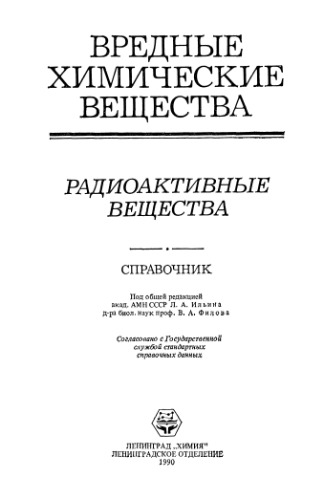 ВРЕДНЫЕ
ХИМИЧЕСКИЕ
ВЕЩЕСТВА
РАДИОАКТИВНЫЕ
ВЕЩЕСТВА
СПРАВОЧНИК
Под общей редакцией
акад. АМН СССР Л. А. Ильина
д-ра биол. наук проф. В. А. Филова
Согласовано с Государственной
службой стандартных
справочных данных
ЛЕНИНГРАД „ХИМИЯ"
ЛЕНИНГРАДСКОЕ ОТДЕЛЕНИЕ
1990